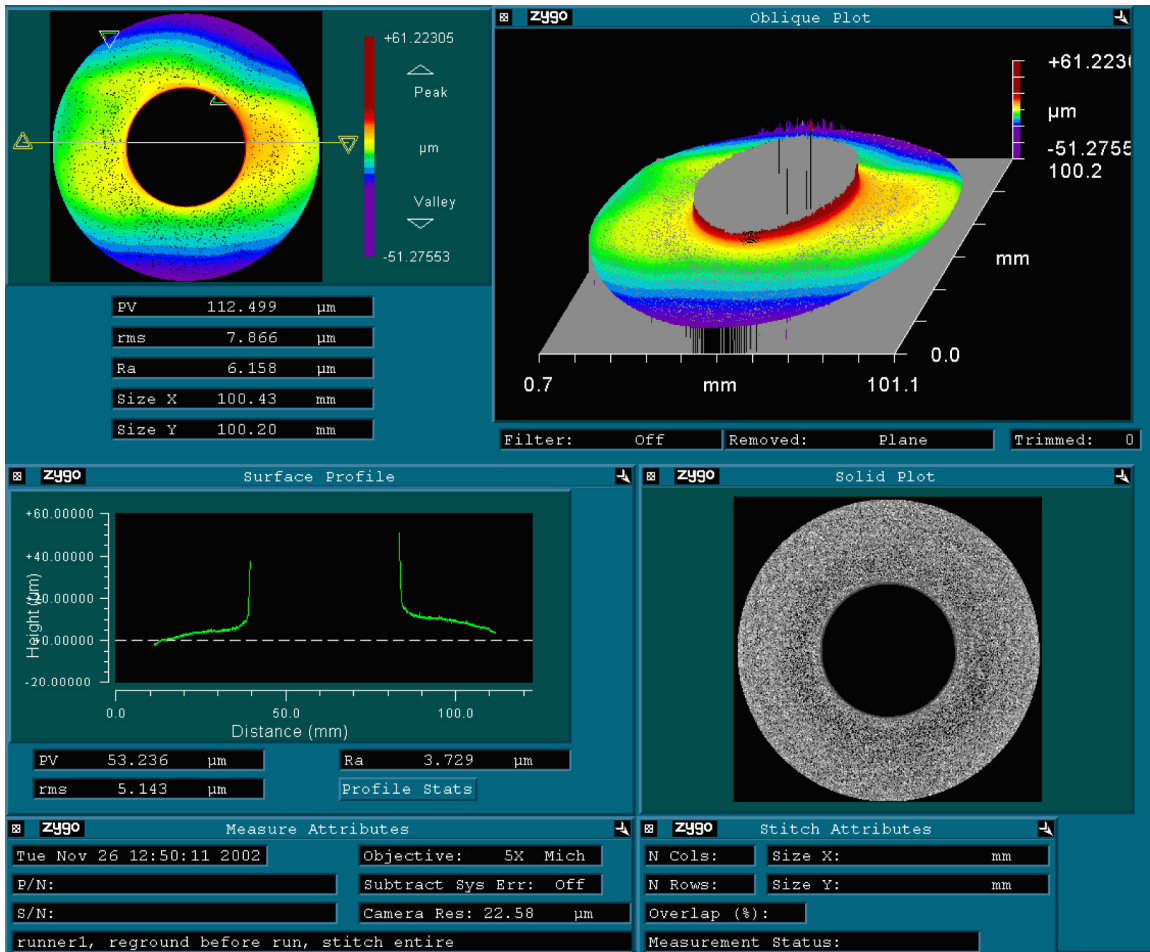 zygo Oblique Plot
+61.22305
Peak
µm
Valley
-51.27553
+61.2230
µm
-51.2755
100.2
mm
0.0
0.7 mm 101.1
PV 112.499 µm
rms 7.866 µm
Ra 6.158 µm
Size X 100.43 mm
Size Y 100.20 mm
Filter: Off Removed: Plane Trimmed: 0
zygo Surface Profile
+60.00000
+40.00000
+20.00000
+0.00000
-20.00000
Height (µm)
0.0 50.0 100.0
Distance (mm)
PV 53.236 µm Ra 3.729 µm
rms 5.143 µm Profile Stats
zygo Solid Plot
zygo Measure Attributes
Tue Nov 26 12:50:11 2002 Objective: 5X Mich
P/N: Subtract Sys Err: Off
S/N: Camera Res: 22.58 µm
runner1, reground before run, stitch entire
zygo Stitch Attributes
N Cols: Size X: mm
N Rows: Size Y: mm
Overlap (%):
Measurement Status: